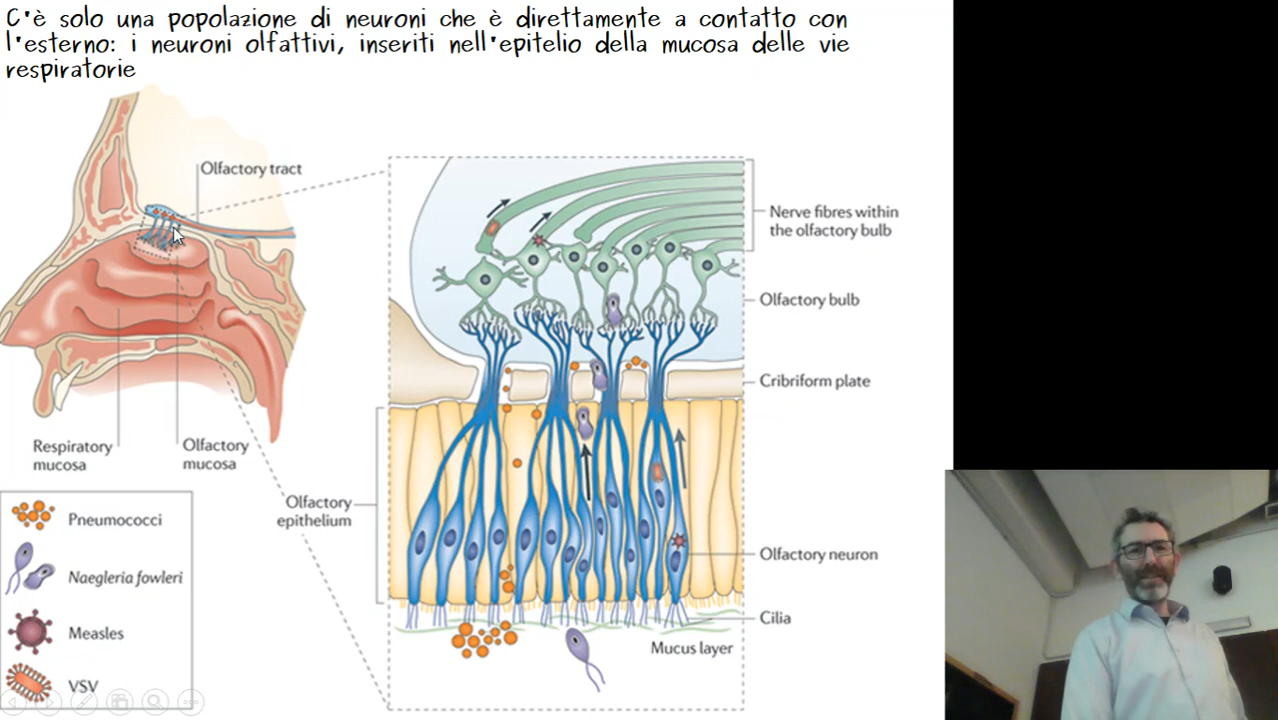 C'è solo una popolazione di neuroni che è direttamente a contatto con
l'esterno: i neuroni olfattivi, inseriti nell'epitelio della mucosa delle vie
respiratorie
Olfactory tract
Respiratory
mucosa
Olfactory
mucosa
Nerve fibres within
the olfactory bulb
Olfactory bulb
Cribriform plate
Olfactory
epithelium
Olfactory neuron
Cilia
Mucus layer
Pneumococci
Naegleria fowleri
Measles
VSV